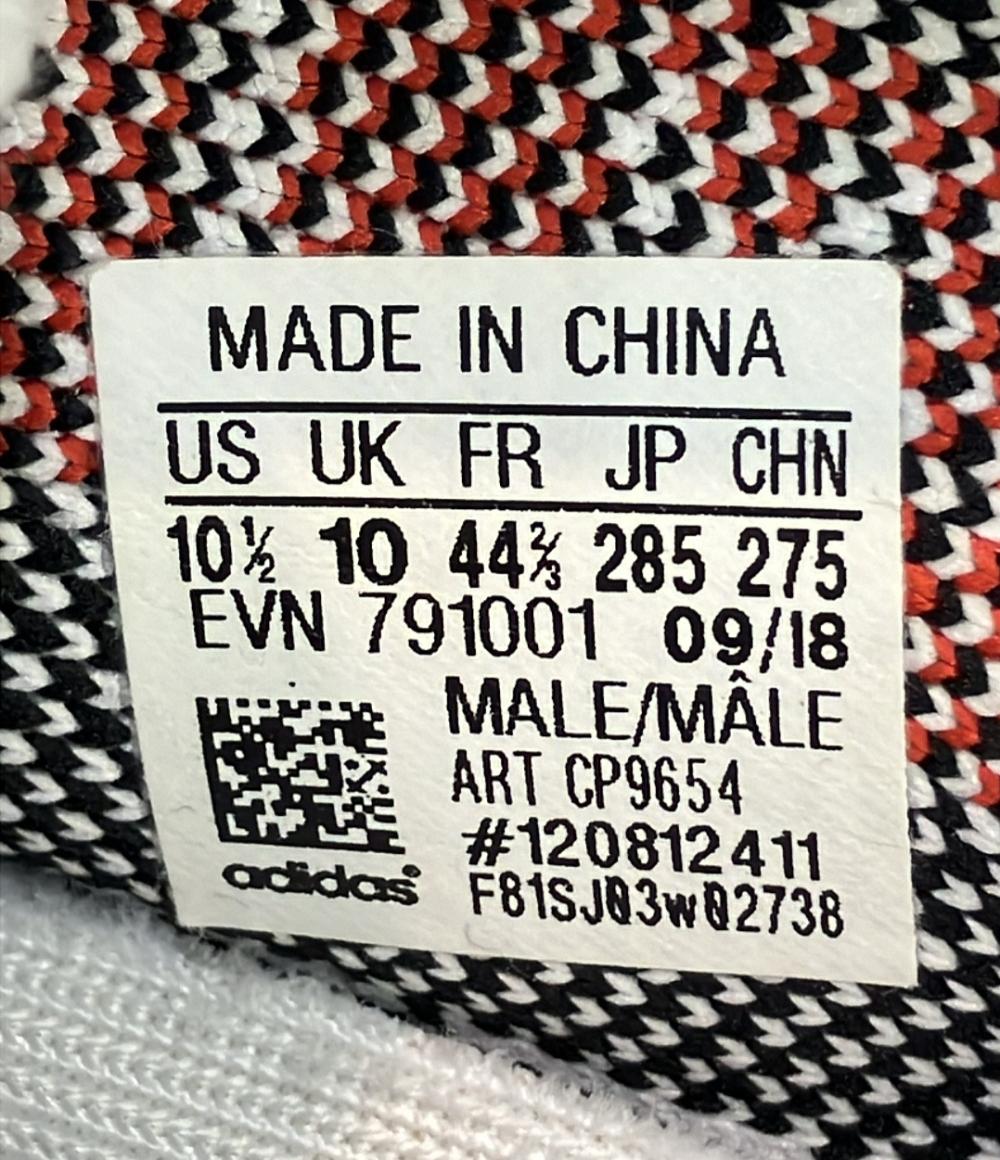 MADE IN CHINA
US UK FR JP CHN
10½ 10 44⅔ 285 275
EVN 791001 09/18
MALE/MÂLE
ART CP9654
#120812411
adidas
F81SJ03w02738